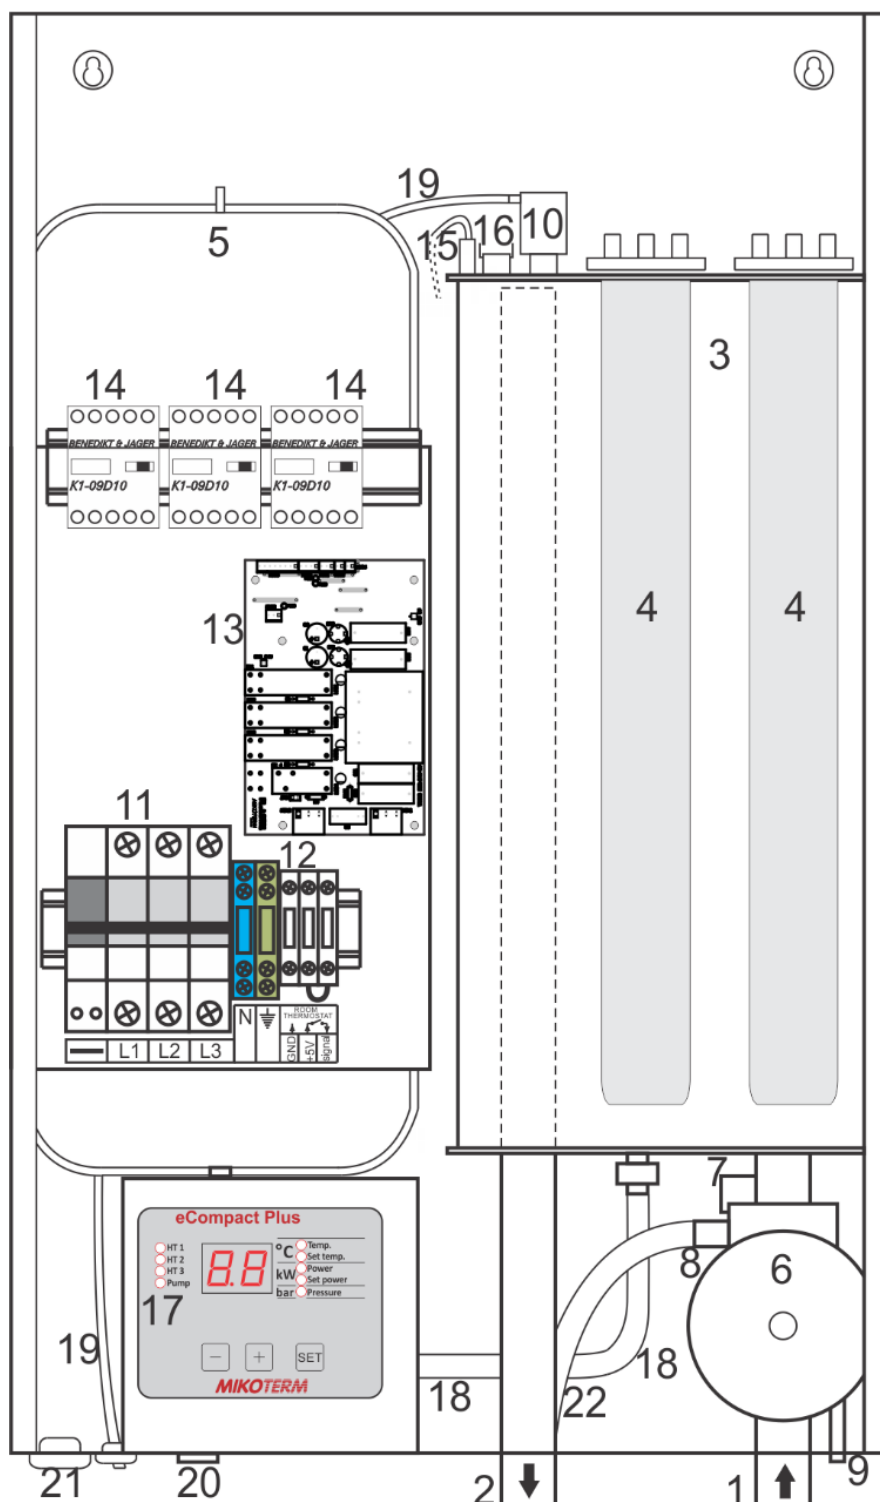 19
5
15
16
10
3
14
14
14
BENEDIKT & JAGER
BENEDIKT & JAGER
BENEDIKT & JAGER
K1-09D10
K1-09D10
K1-09D10
4
4
13
11
12
N
ROOM
THERMOSTAT
L1
L2
L3
GND
+5V
signal
7
eCompact Plus
HT 1
HT 2
HT 3
Pump
8.8
°C
kW
bar
Temp.
Set temp.
Power
Set power
Pressure
8
6
17
19
- + SET
MIKOTERM
18
22
18
21
20
2
1
9